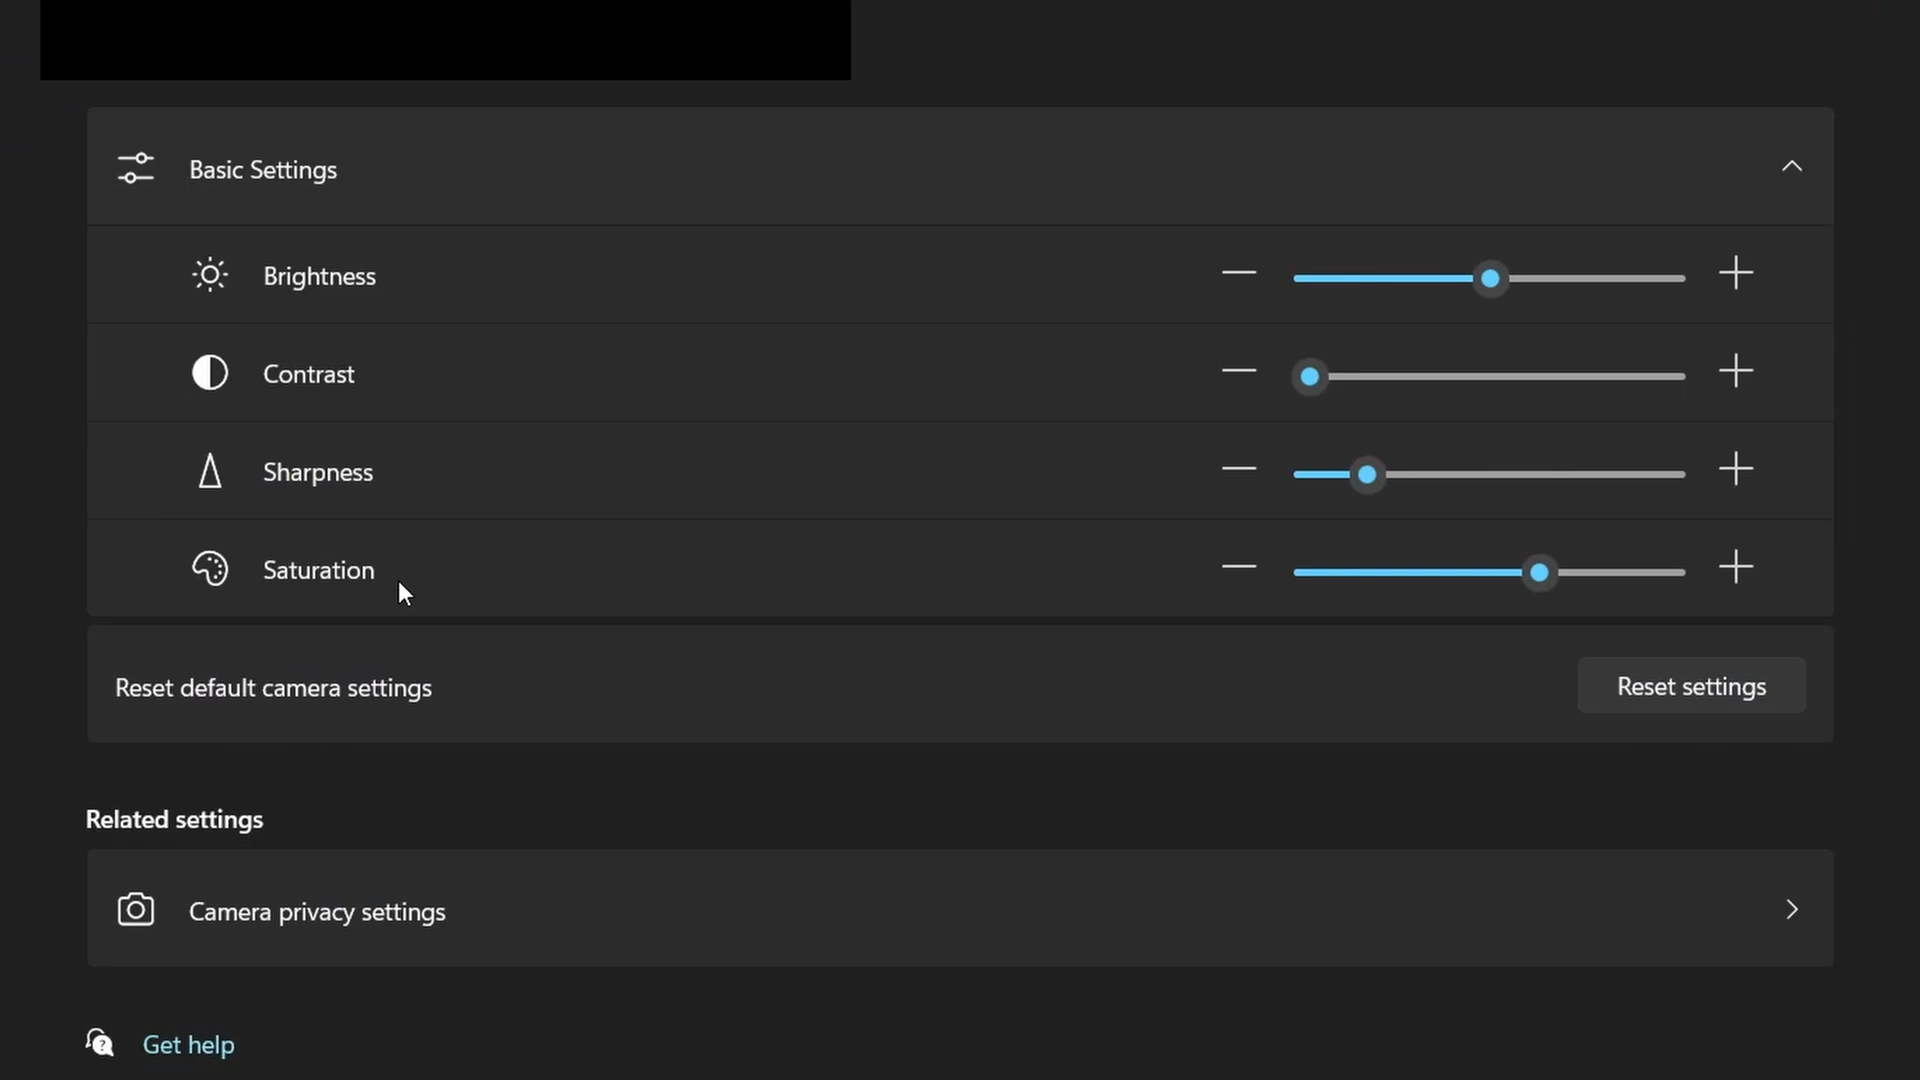 Basic Settings
Brightness
Contrast
Sharpness
Saturation
Reset default camera settings
Reset settings
Related settings
Camera privacy settings
Get help